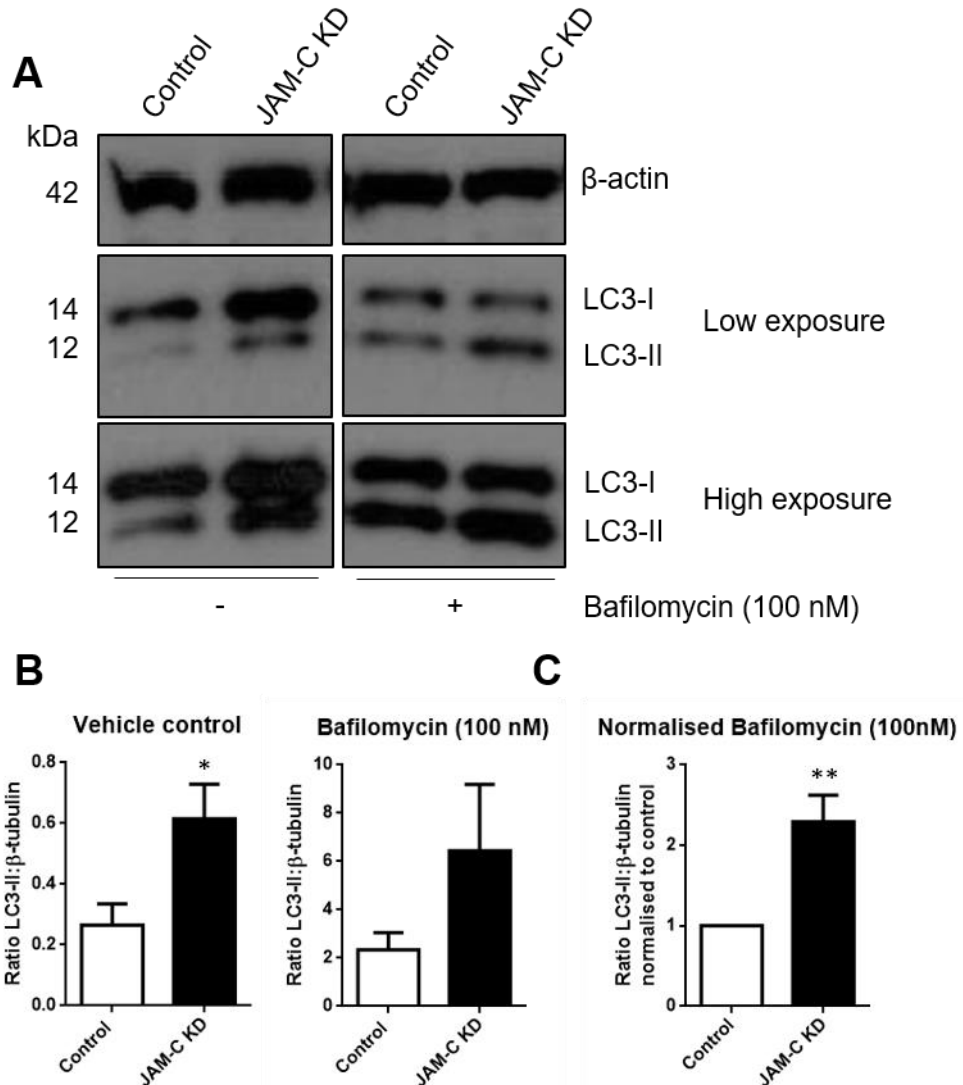 A
Control
JAM-C KD
Control
JAM-C KD
kDa
42
β-actin
14
LC3-I
Low exposure
12
LC3-II
14
LC3-I
High exposure
12
LC3-II
-
+
Bafilomycin (100 nM)
B
Vehicle control
Ratio LC3-II:β-tubulin
0.8
*
0.6
0.4
0.2
0.0
Control
JAM-C KD
Bafilomycin (100 nM)
Ratio LC3-II:β-tubulin
10
8
6
4
2
0
Control
JAM-C KD
C
Normalised Bafilomycin (100nM)
Ratio LC3-II:β-tubulin
normalised to control
3
**
2
1
0
Control
JAM-C KD